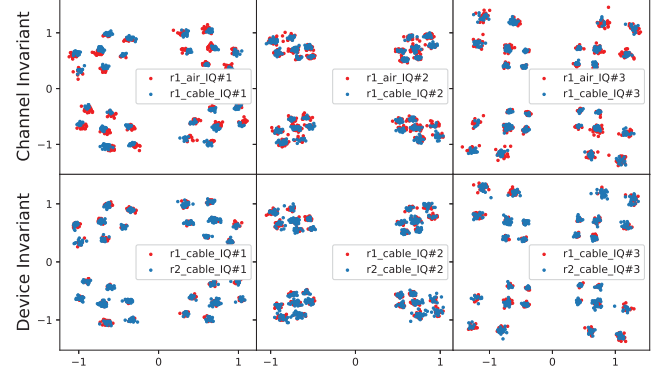 Channel Invariant
1
0
−1
r1_air_IQ#1
r1_cable_IQ#1
r1_air_IQ#2
r1_cable_IQ#2
r1_air_IQ#3
r1_cable_IQ#3
Device Invariant
1
0
−1
r1_cable_IQ#1
r2_cable_IQ#1
r1_cable_IQ#2
r2_cable_IQ#2
r1_cable_IQ#3
r2_cable_IQ#3
−1 0 1 −1 0 1 −1 0 1